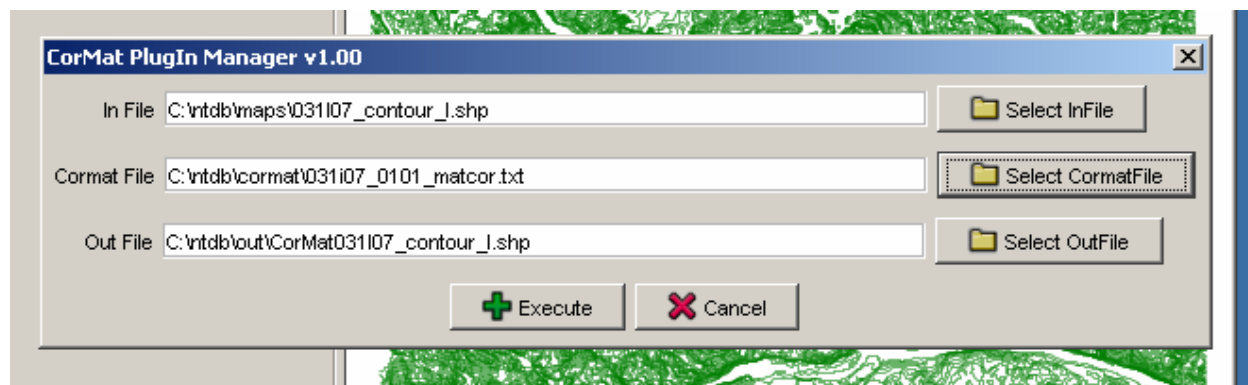 CorMat PlugIn Manager v1.00
In File C:\ntdb\maps\031I07_contour_l.shp Select InFile
Cormat File C:\ntdb\cormat\031i07_0101_matcor.txt Select CormatFile
Out File C:\ntdb\out\CorMat031I07_contour_l.shp Select OutFile
Execute Cancel